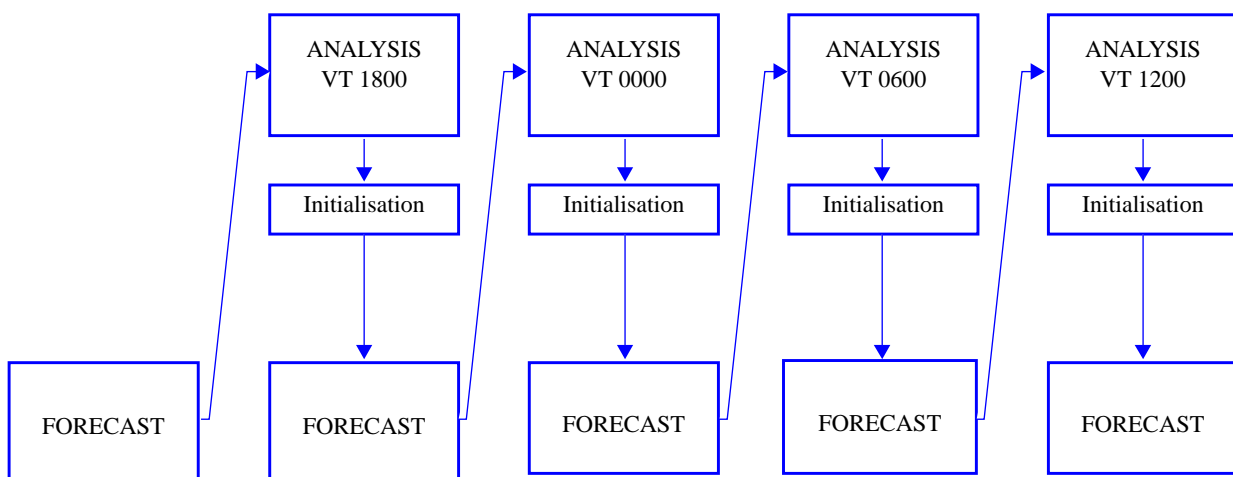 ANALYSIS
VT 1800
ANALYSIS
VT 0000
ANALYSIS
VT 0600
ANALYSIS
VT 1200
Initialisation
Initialisation
Initialisation
Initialisation
FORECAST
FORECAST
FORECAST
FORECAST
FORECAST